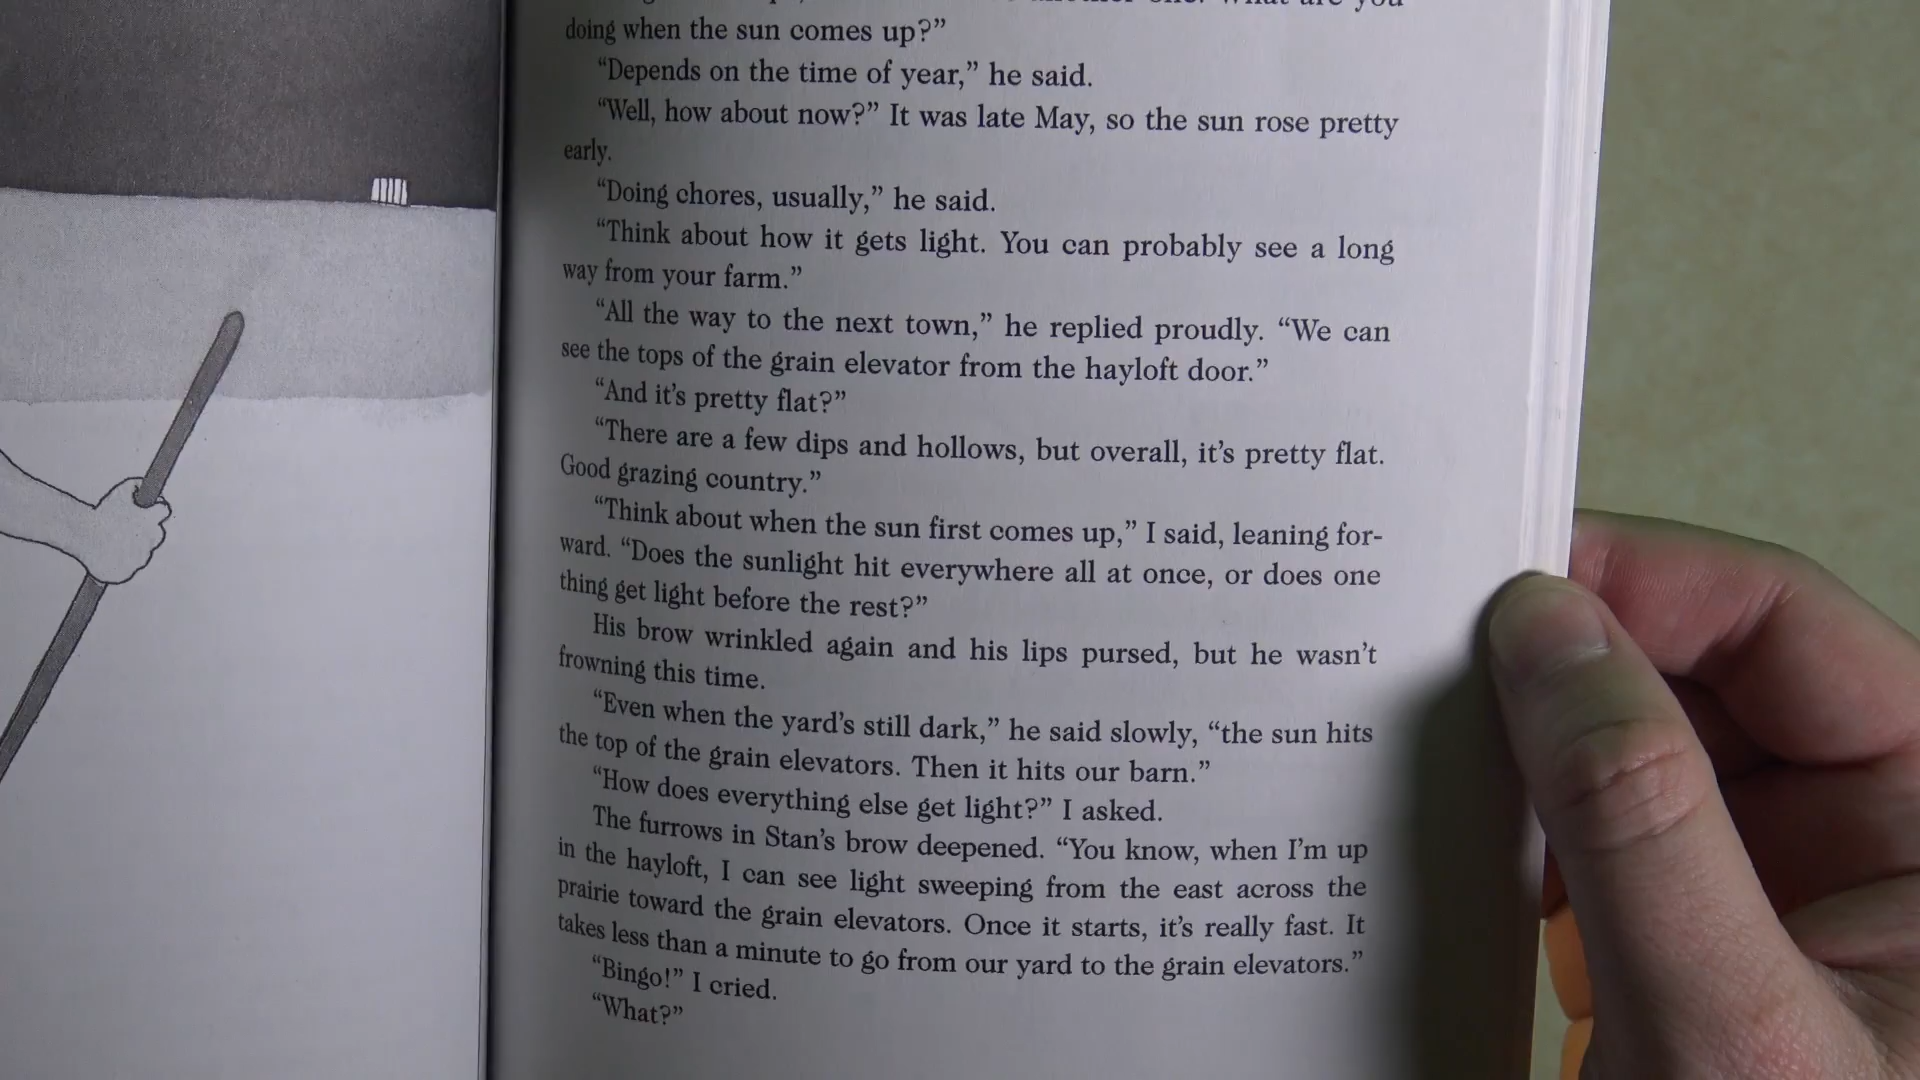 What are you
doing when the sun comes up?”
“Depends on the time of year,” he said.
“Well, how about now?” It was late May, so the sun rose pretty
early.
“Doing chores, usually,” he said.
“Think about how it gets light. You can probably see a long
way from your farm.”
“All the way to the next town,” he replied proudly. “We can
see the tops of the grain elevator from the hayloft door.”
“And it’s pretty flat?”
“There are a few dips and hollows, but overall, it’s pretty flat.
Good grazing country.”
“Think about when the sun first comes up,” I said, leaning for-
ward. “Does the sunlight hit everywhere all at once, or does one
thing get light before the rest?”
His brow wrinkled again and his lips pursed, but he wasn’t
frowning this time.
“Even when the yard’s still dark,” he said slowly, “the sun hits
the top of the grain elevators. Then it hits our barn.”
“How does everything else get light?” I asked.
The furrows in Stan’s brow deepened. “You know, when I’m up
in the hayloft, I can see light sweeping from the east across the
prairie toward the grain elevators. Once it starts, it’s really fast. It
takes less than a minute to go from our yard to the grain elevators.”
“Bingo!” I cried.
“What?”